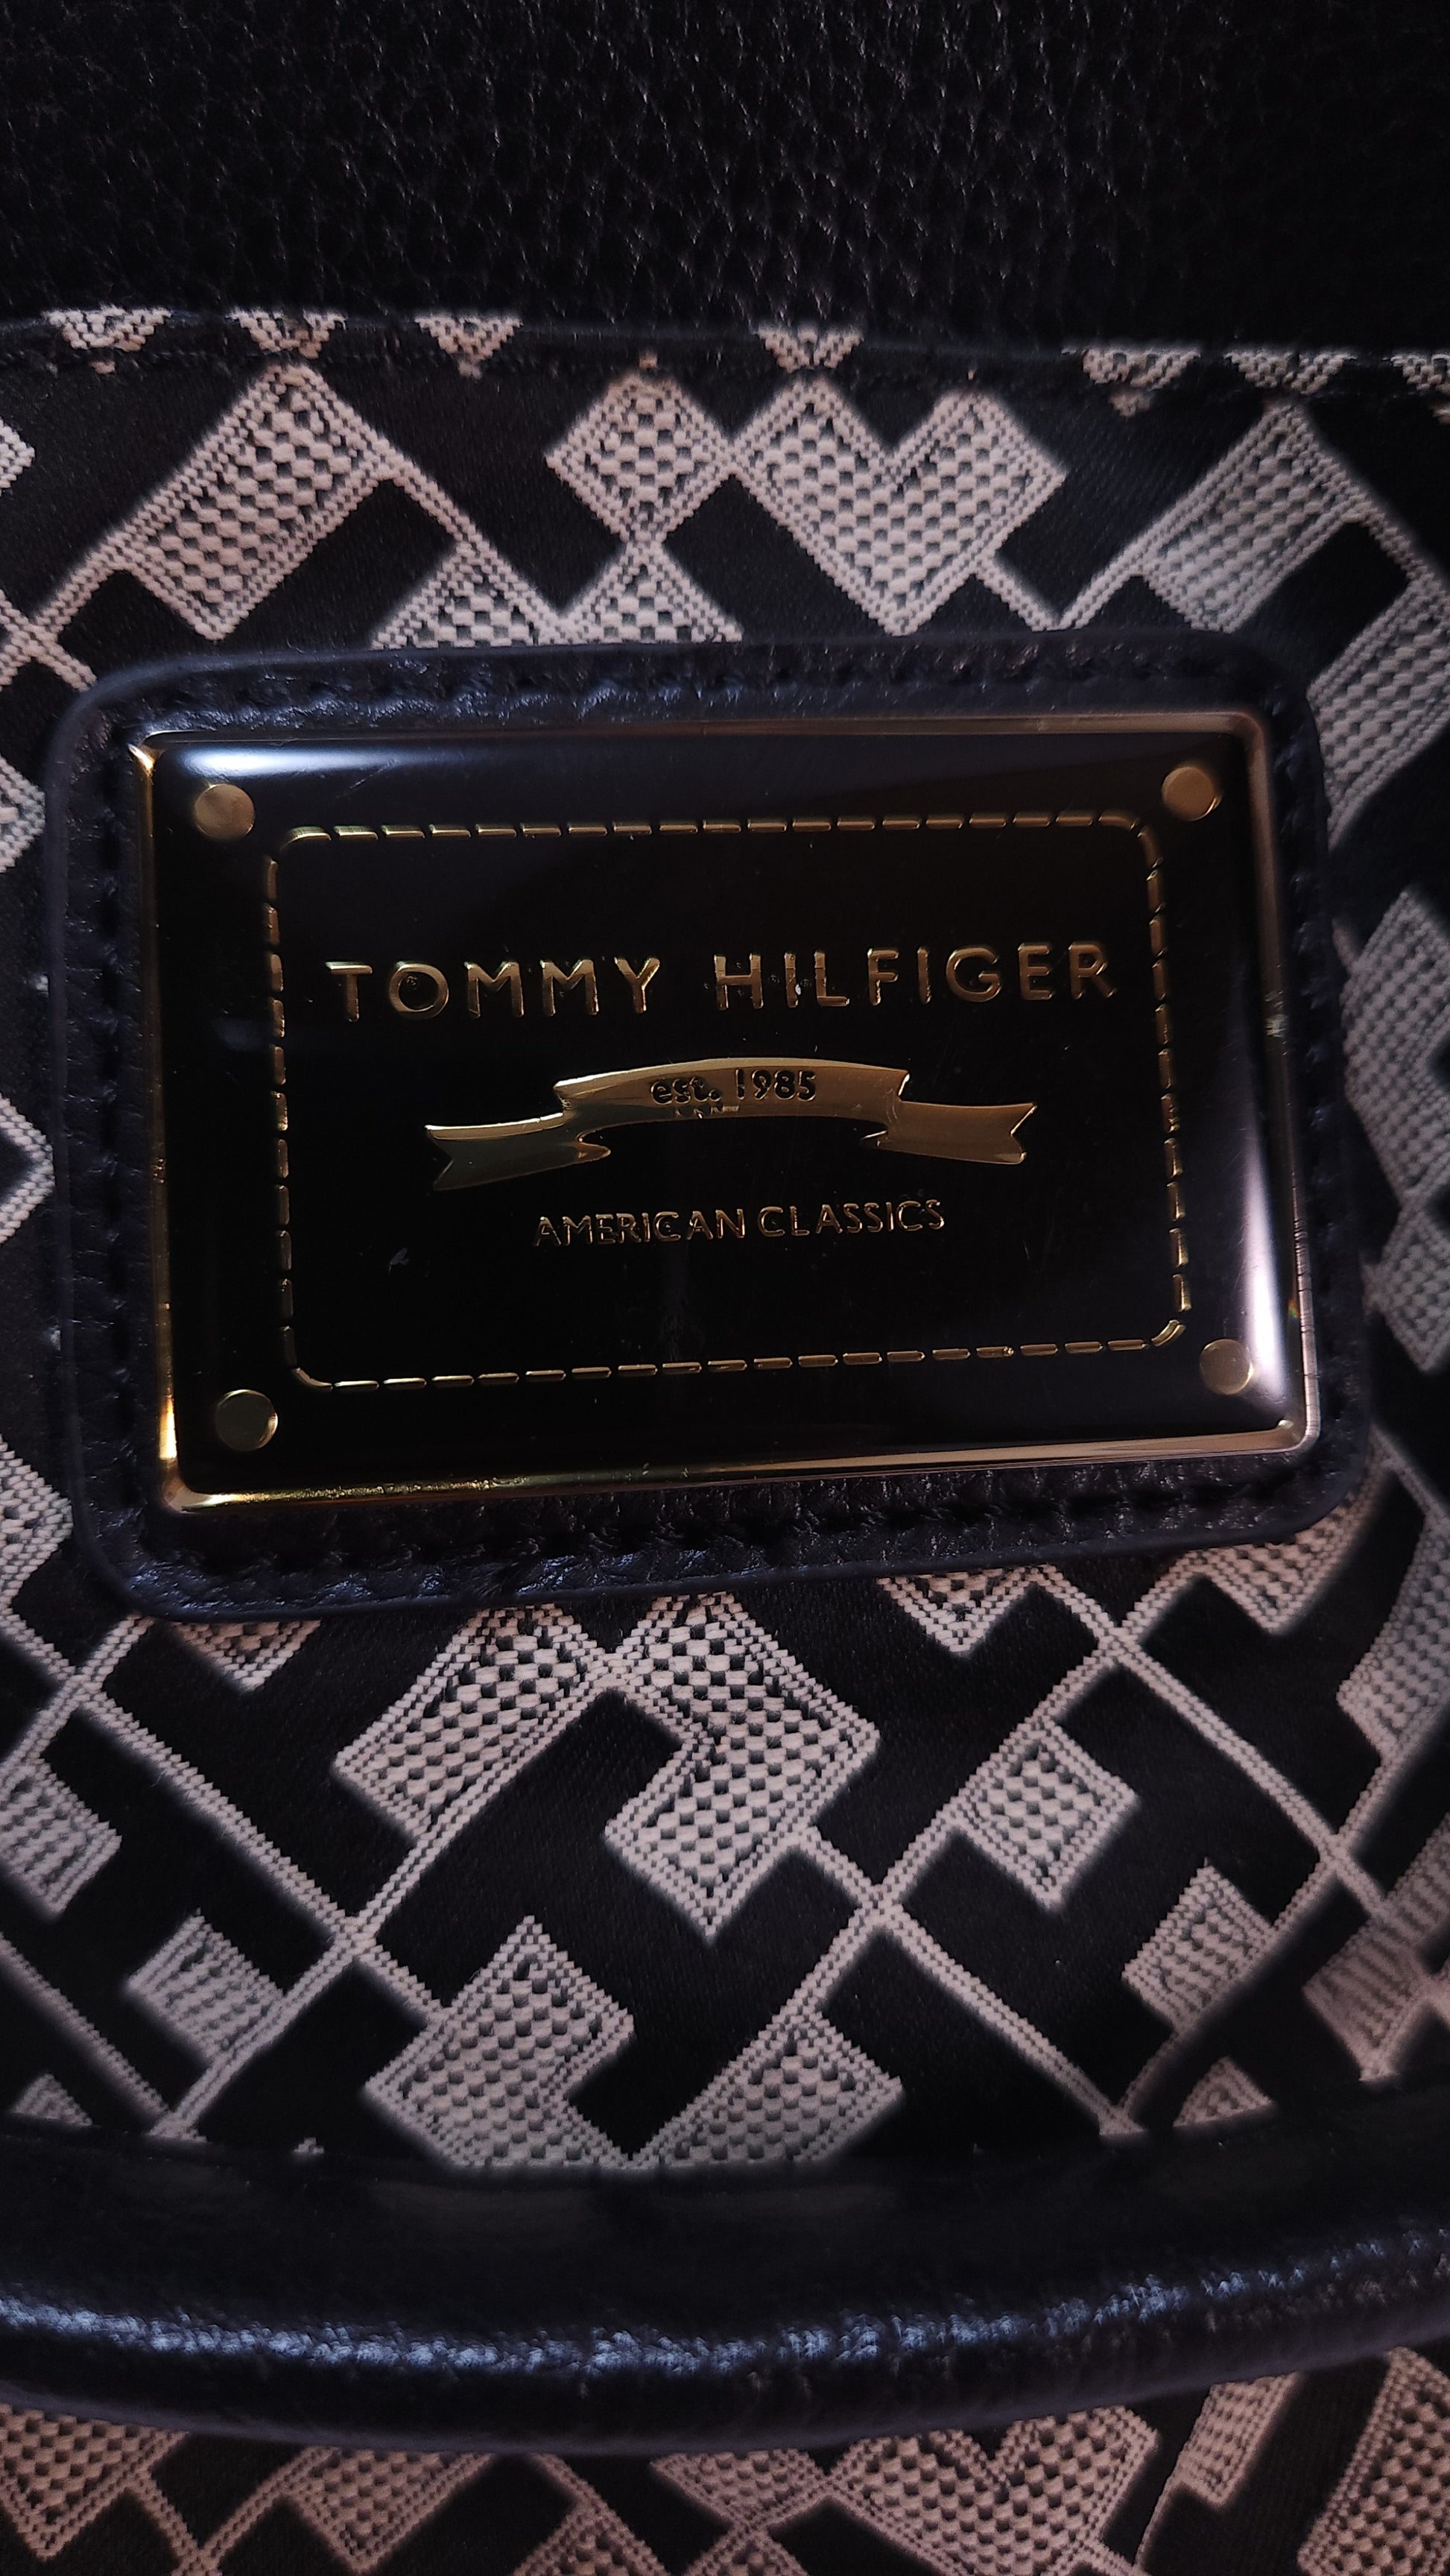 TOMMY HILFIGER
est. 1985
AMERICAN CLASSICS